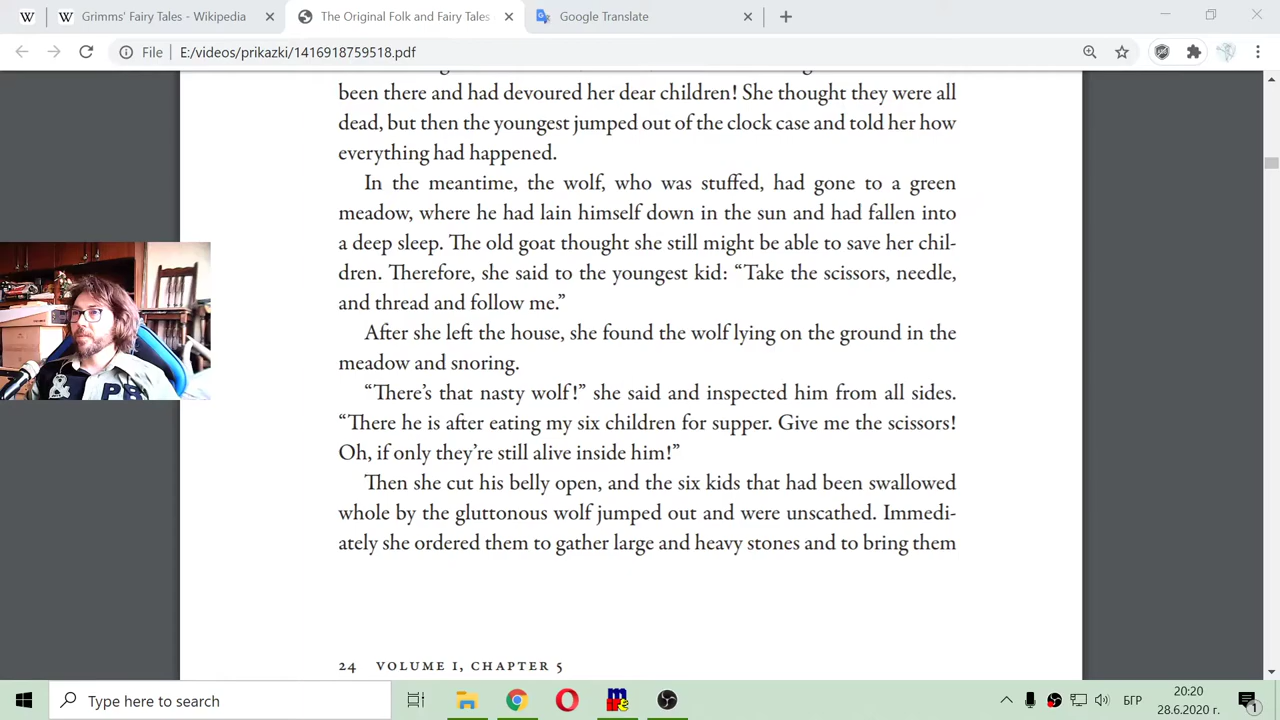 Grimms' Fairy Tales - Wikipedia
The Original Folk and Fairy Tales
Google Translate
File E:/videos/prikazki/1416918759518.pdf
been there and had devoured her dear children! She thought they were all
dead, but then the youngest jumped out of the clock case and told her how
everything had happened.
In the meantime, the wolf, who was stuffed, had gone to a green
meadow, where he had lain himself down in the sun and had fallen into
a deep sleep. The old goat thought she still might be able to save her chil-
dren. Therefore, she said to the youngest kid: “Take the scissors, needle,
and thread and follow me.”
After she left the house, she found the wolf lying on the ground in the
meadow and snoring.
“There’s that nasty wolf!” she said and inspected him from all sides.
“There he is after eating my six children for supper. Give me the scissors!
Oh, if only they’re still alive inside him!”
Then she cut his belly open, and the six kids that had been swallowed
whole by the gluttonous wolf jumped out and were unscathed. Immedi-
ately she ordered them to gather large and heavy stones and to bring them
24 VOLUME I, CHAPTER 5
Type here to search
БГР
20:20
28.6.2020 г.
1